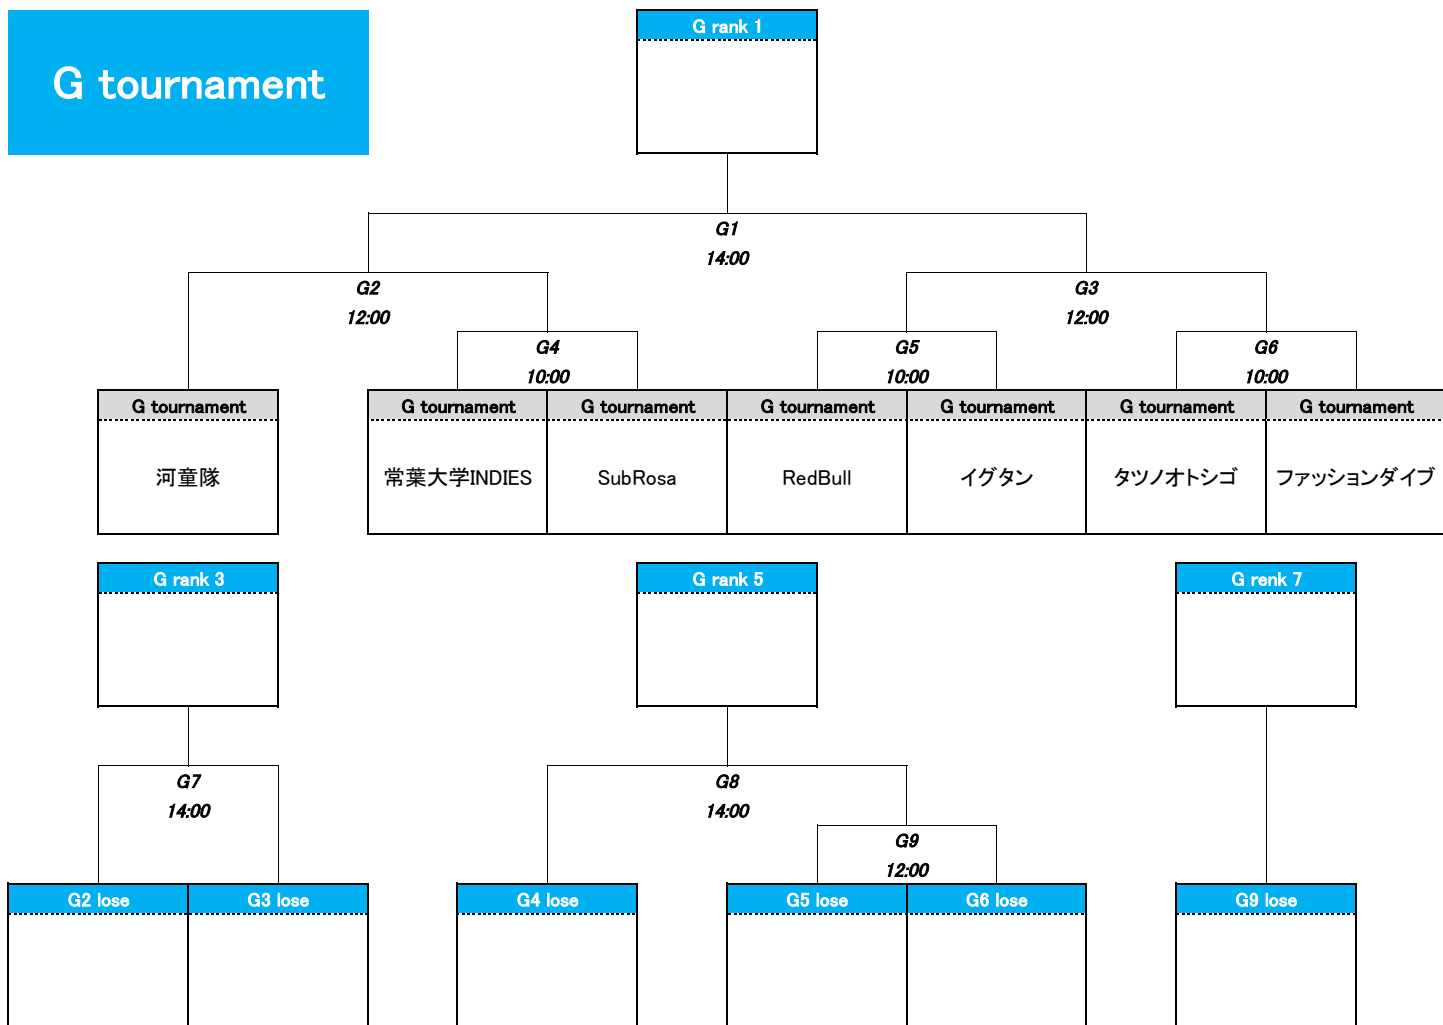 G rank 1
G tournament
G1
14:00
G2
G3
12:00
12:00
G4
G5
G6
10:00
10:00
10:00
G tournament
G tournament
G tournament
G tournament
G tournament
G tournament
G tournament
河童隊
常葉大学INDIES
SubRosa
RedBull
イグタン
タツノオトシゴ
ファッションダイブ
G rank 3
G rank 5
G renk 7
G7
G8
14:00
14:00
G9
12:00
G2 lose
G3 lose
G4 lose
G5 lose
G6 lose
G9 lose